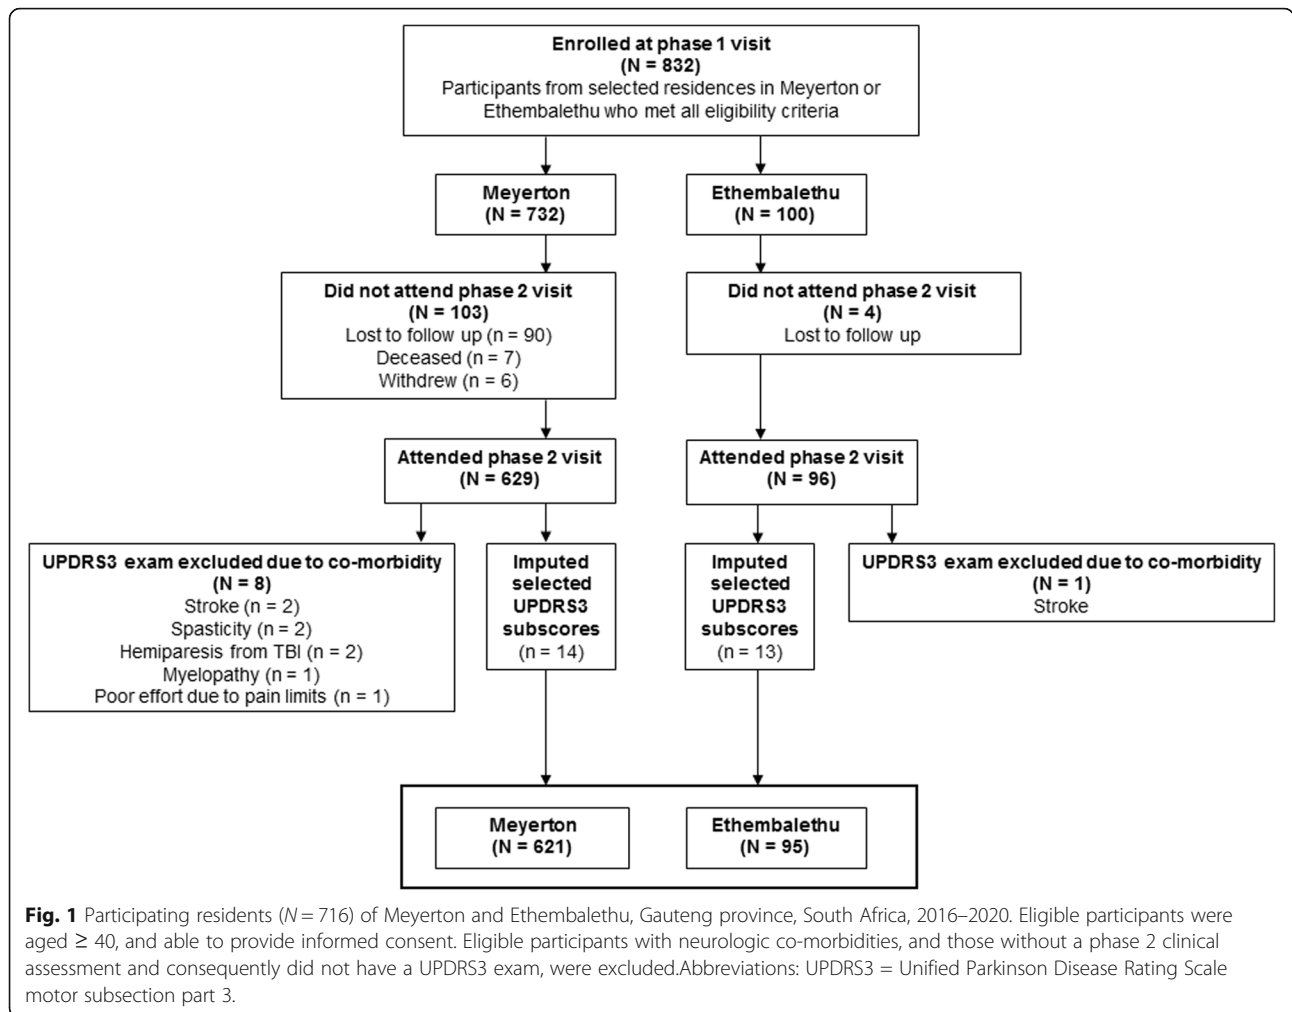 Enrolled at phase 1 visit
(N = 832)
Participants from selected residences in Meyerton or
Ethembalethu who met all eligibility criteria
Meyerton
(N = 732)
Ethembalethu
(N = 100)
Did not attend phase 2 visit
(N = 103)
Lost to follow up (n = 90)
Deceased (n = 7)
Withdrew (n = 6)
Did not attend phase 2 visit
(N = 4)
Lost to follow up
Attended phase 2 visit
(N = 629)
Attended phase 2 visit
(N = 96)
UPDRS3 exam excluded due to co-morbidity
(N = 8)
Stroke (n = 2)
Spasticity (n = 2)
Hemiparesis from TBI (n = 2)
Myelopathy (n = 1)
Poor effort due to pain limits (n = 1)
Imputed
selected
UPDRS3
subscores
(n = 14)
Imputed
selected
UPDRS3
subscores
(n = 13)
UPDRS3 exam excluded due to co-morbidity
(N = 1)
Stroke
Meyerton
(N = 621)
Ethembalethu
(N = 95)
Fig. 1 Participating residents (N = 716) of Meyerton and Ethembalethu, Gauteng province, South Africa, 2016–2020. Eligible participants were
aged ≥ 40, and able to provide informed consent. Eligible participants with neurologic co-morbidities, and those without a phase 2 clinical
assessment and consequently did not have a UPDRS3 exam, were excluded.Abbreviations: UPDRS3 = Unified Parkinson Disease Rating Scale
motor subsection part 3.